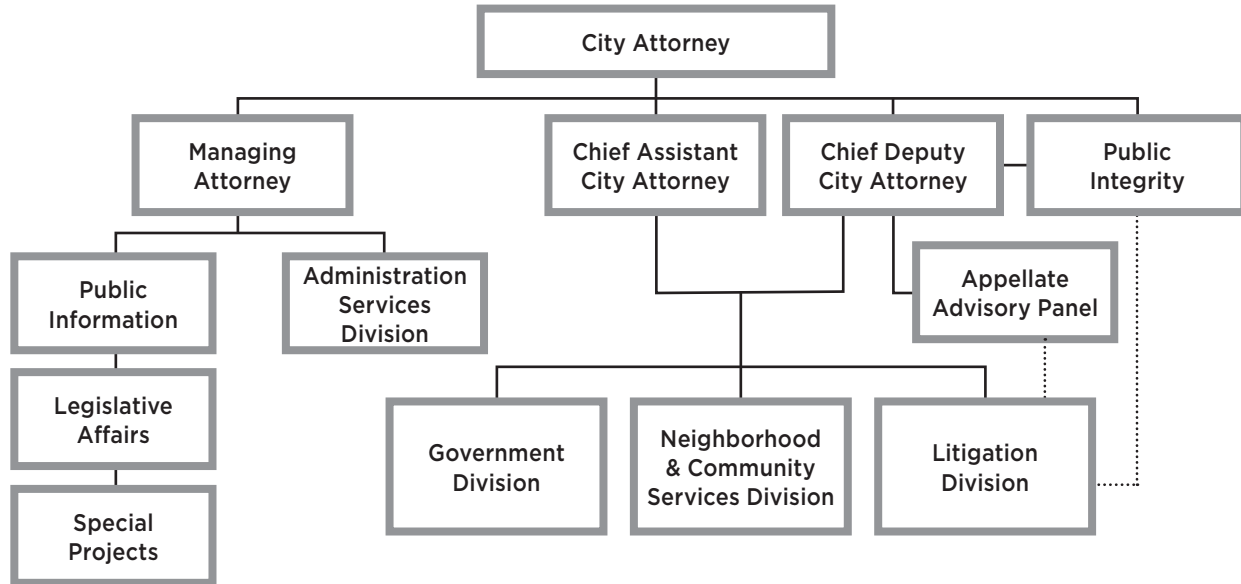 City Attorney
Managing
Attorney
Chief Assistant
City Attorney
Chief Deputy
City Attorney
Public
Integrity
Public
Information
Administration
Services
Division
Appellate
Advisory Panel
Legislative
Affairs
Government
Division
Neighborhood
& Community
Services Division
Litigation
Division
Special
Projects